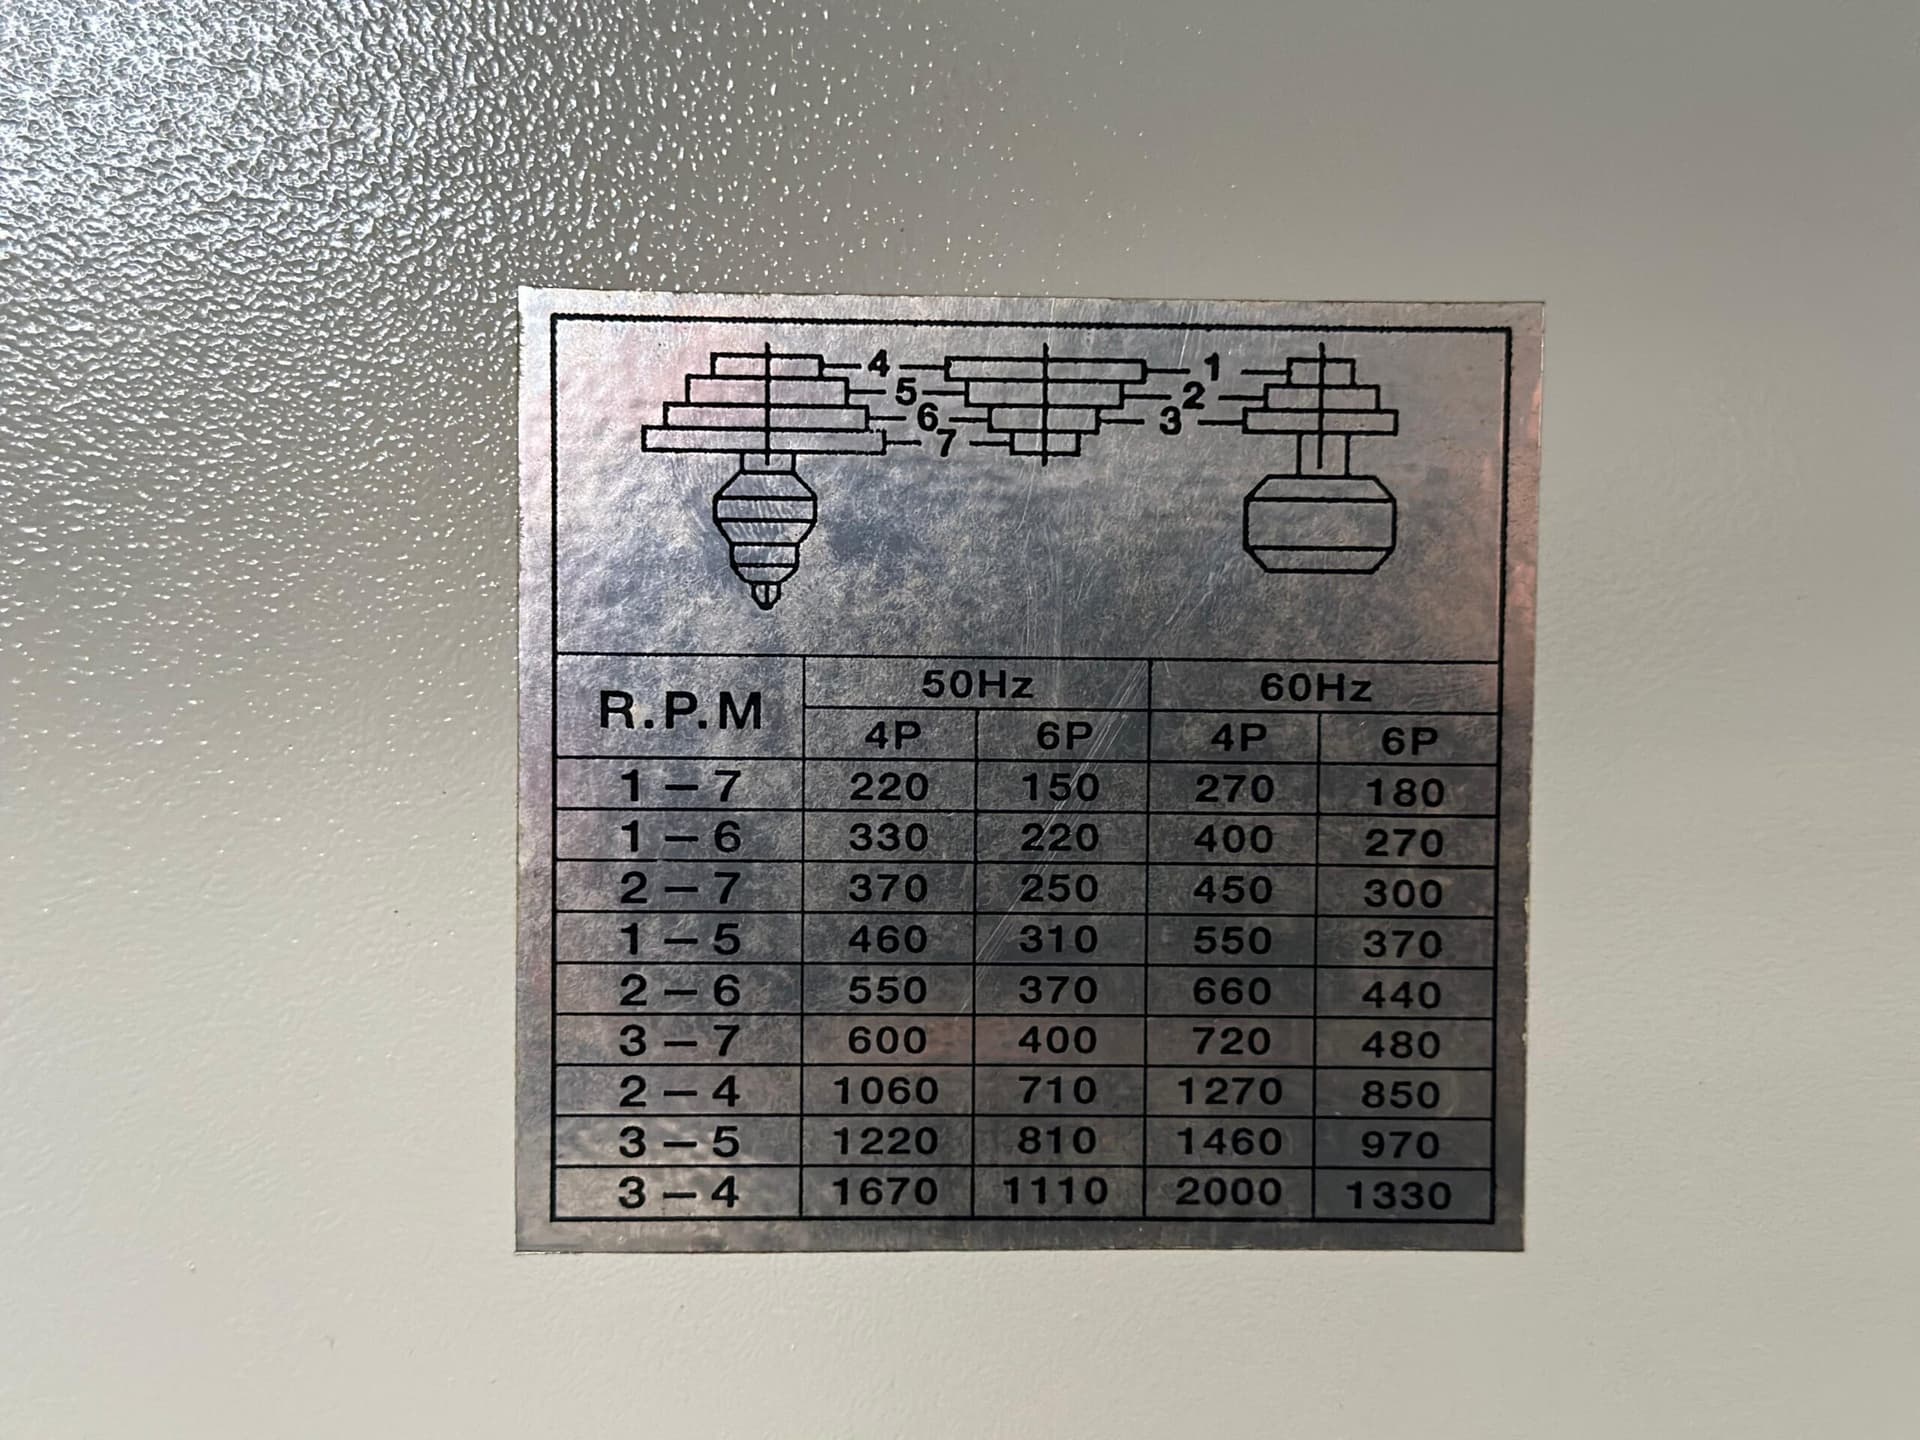 4 1
5 2
6 3
7
R.P.M 50Hz 60Hz
4P 6P 4P 6P
1 – 7 220 150 270 180
1 – 6 330 220 400 270
2 – 7 370 250 450 300
1 – 5 460 310 550 370
2 – 6 550 370 660 440
3 – 7 600 400 720 480
2 – 4 1060 710 1270 850
3 – 5 1220 810 1460 970
3 – 4 1670 1110 2000 1330